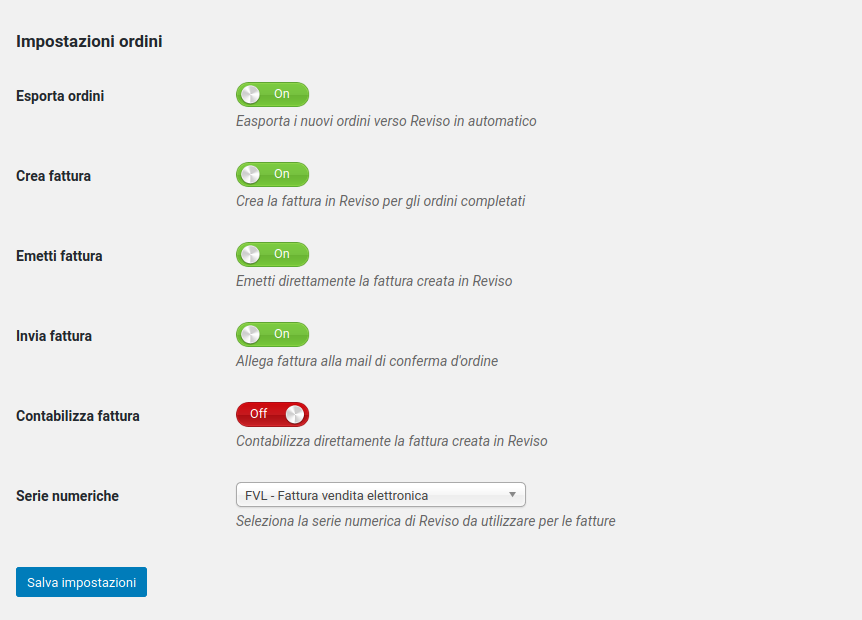 Impostazioni ordini
Esporta ordini
On
Easporta i nuovi ordini verso Reviso in automatico
Crea fattura
On
Crea la fattura in Reviso per gli ordini completati
Emetti fattura
On
Emetti direttamente la fattura creata in Reviso
Invia fattura
On
Allega fattura alla mail di conferma d'ordine
Contabilizza fattura
Off
Contabilizza direttamente la fattura creata in Reviso
Serie numeriche
FVL - Fattura vendita elettronica
Seleziona la serie numerica di Reviso da utilizzare per le fatture
Salva impostazioni